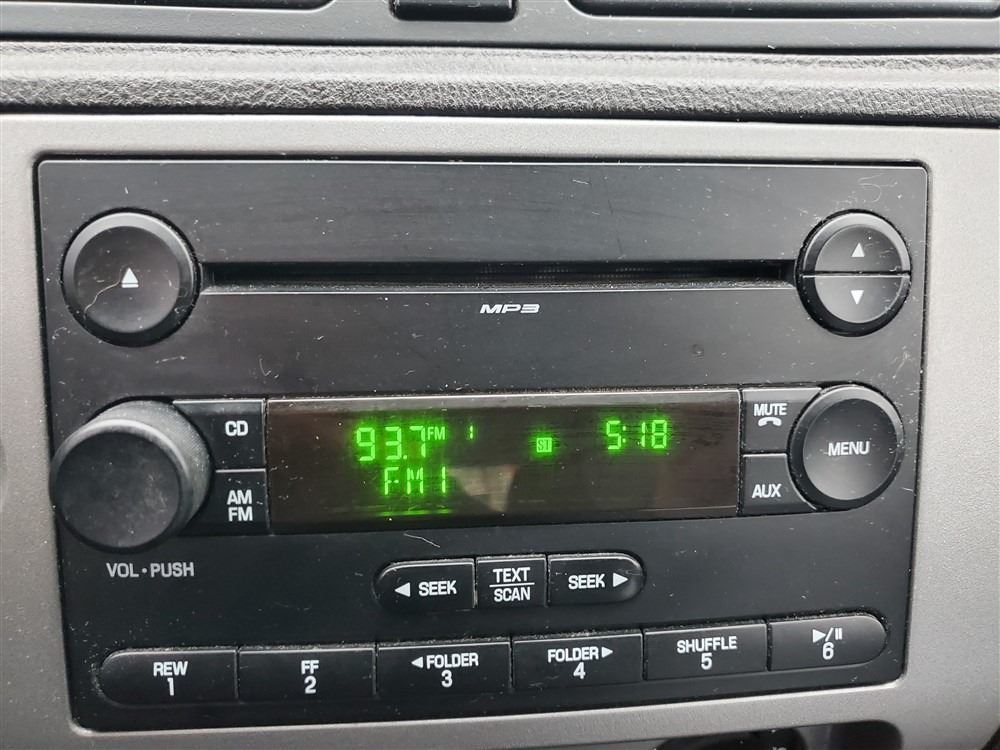 MP3
CD
93.7 FM 1 ST 5:18
MUTE
MENU
FM1
AM
FM
AUX
VOL • PUSH
◄ SEEK
TEXT
SCAN
SEEK ►
REW
1
FF
2
◄ FOLDER
3
FOLDER ►
4
SHUFFLE
5
►/II
6